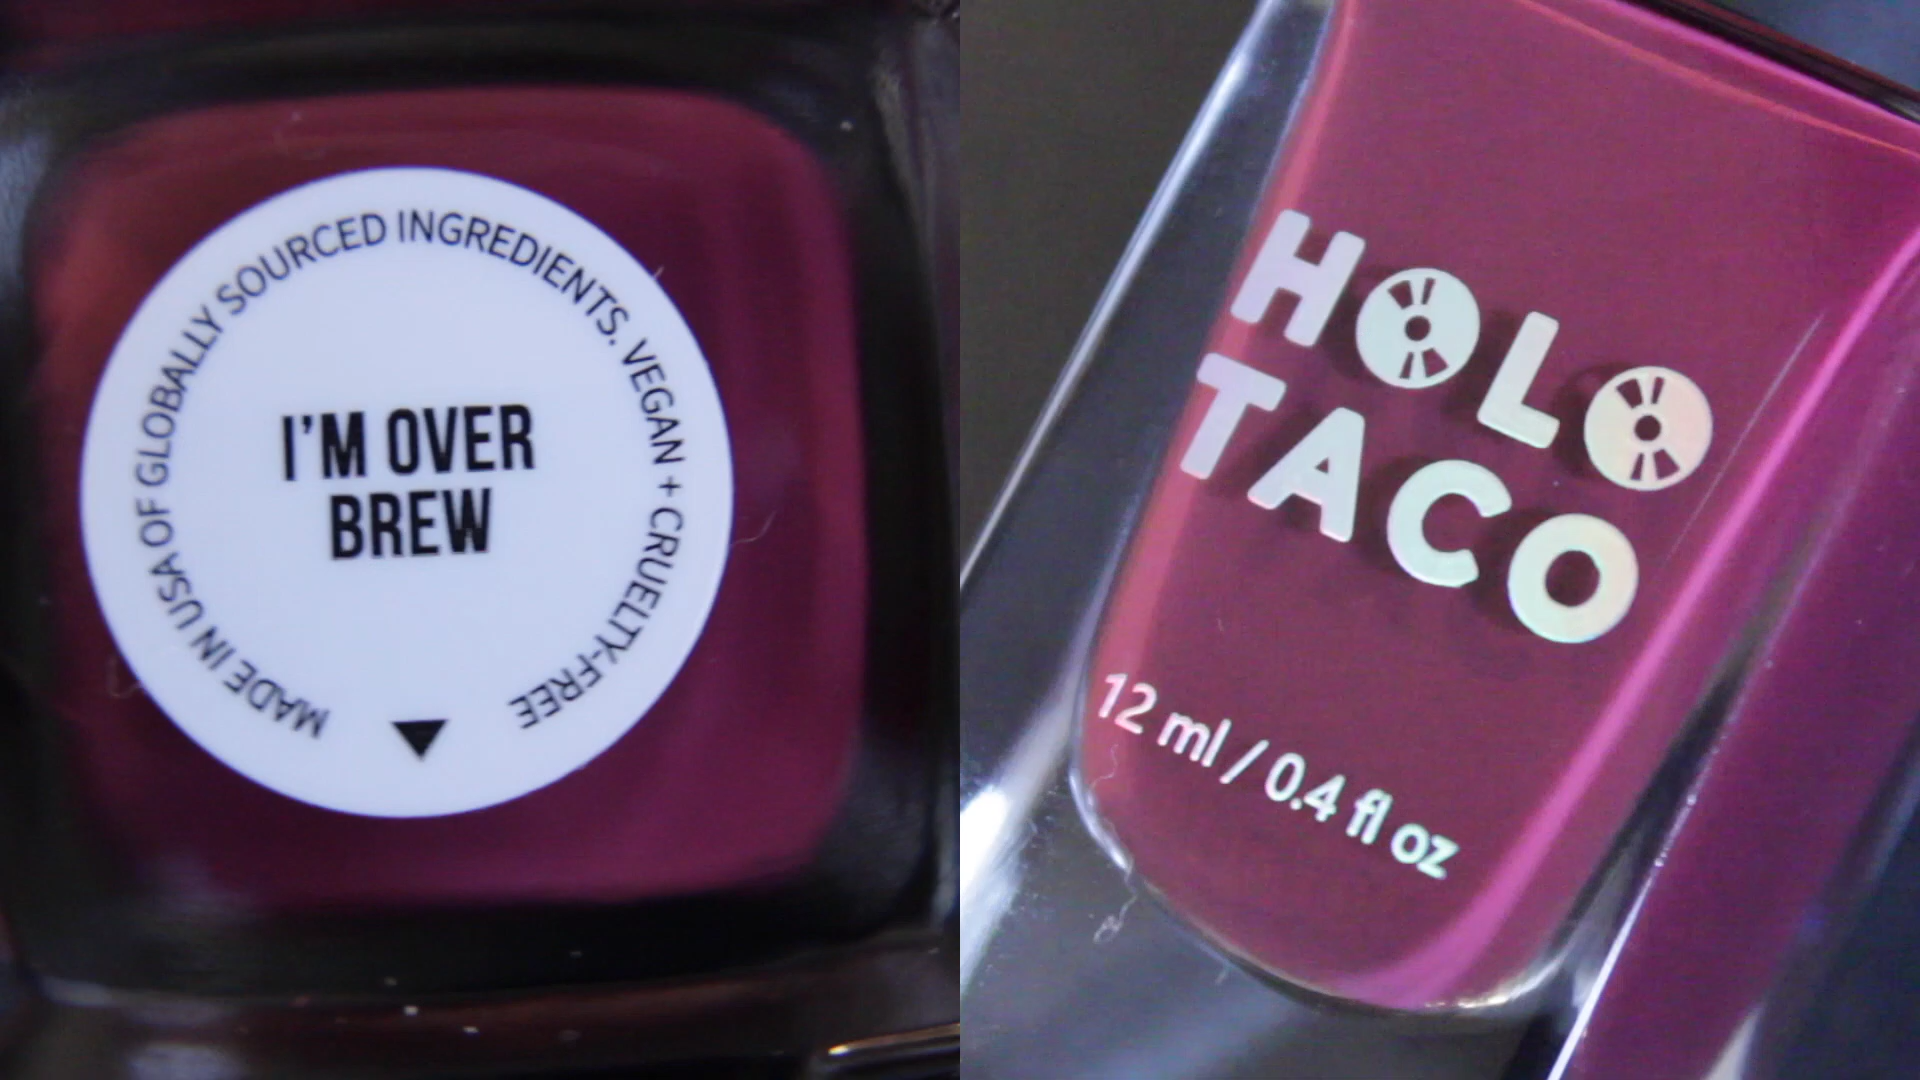 MADE IN USA OF GLOBALLY SOURCED INGREDIENTS. VEGAN + CRUELTY-FREE
I'M OVER
BREW
HOLO
TACO
12 ml / 0.4 fl oz